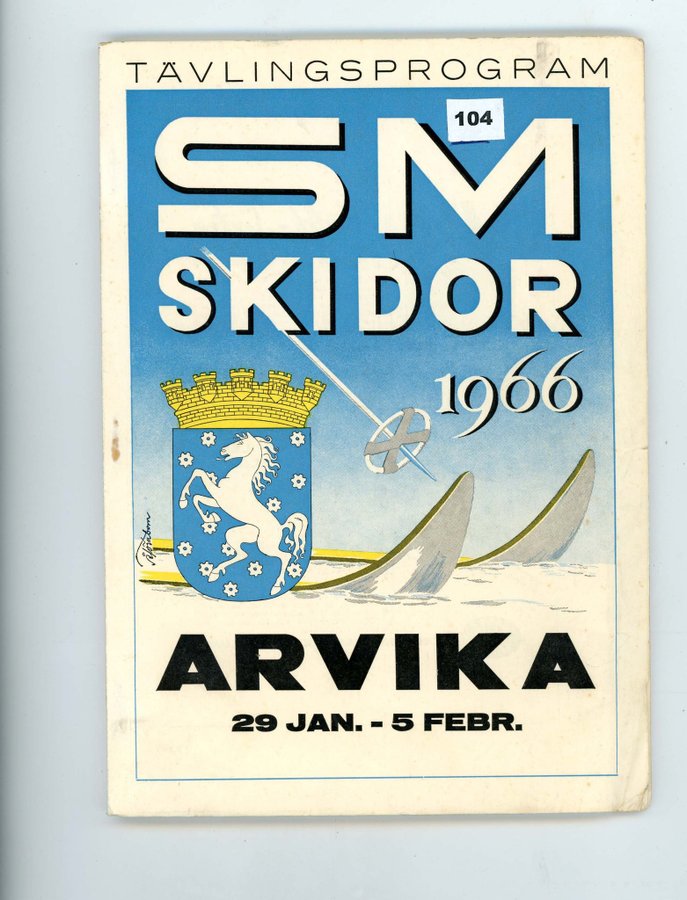 TÄVLINGSPROGRAM
104
SM
SKIDOR
1966
ARVIKA
29 JAN. - 5 FEBR.